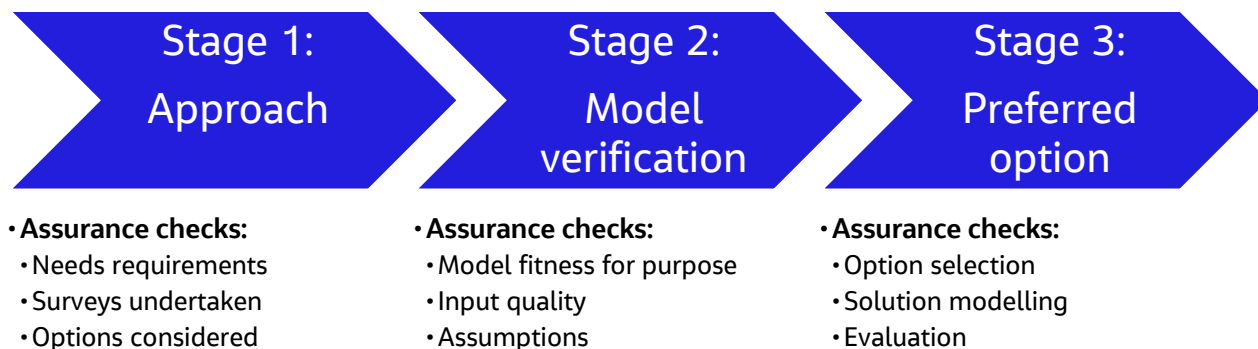 Stage 1:
Approach
Stage 2:
Model
verification
Stage 3:
Preferred
option
• Assurance checks:
• Needs requirements
• Surveys undertaken
• Options considered
• Assurance checks:
• Model fitness for purpose
• Input quality
• Assumptions
• Assurance checks:
• Option selection
• Solution modelling
• Evaluation